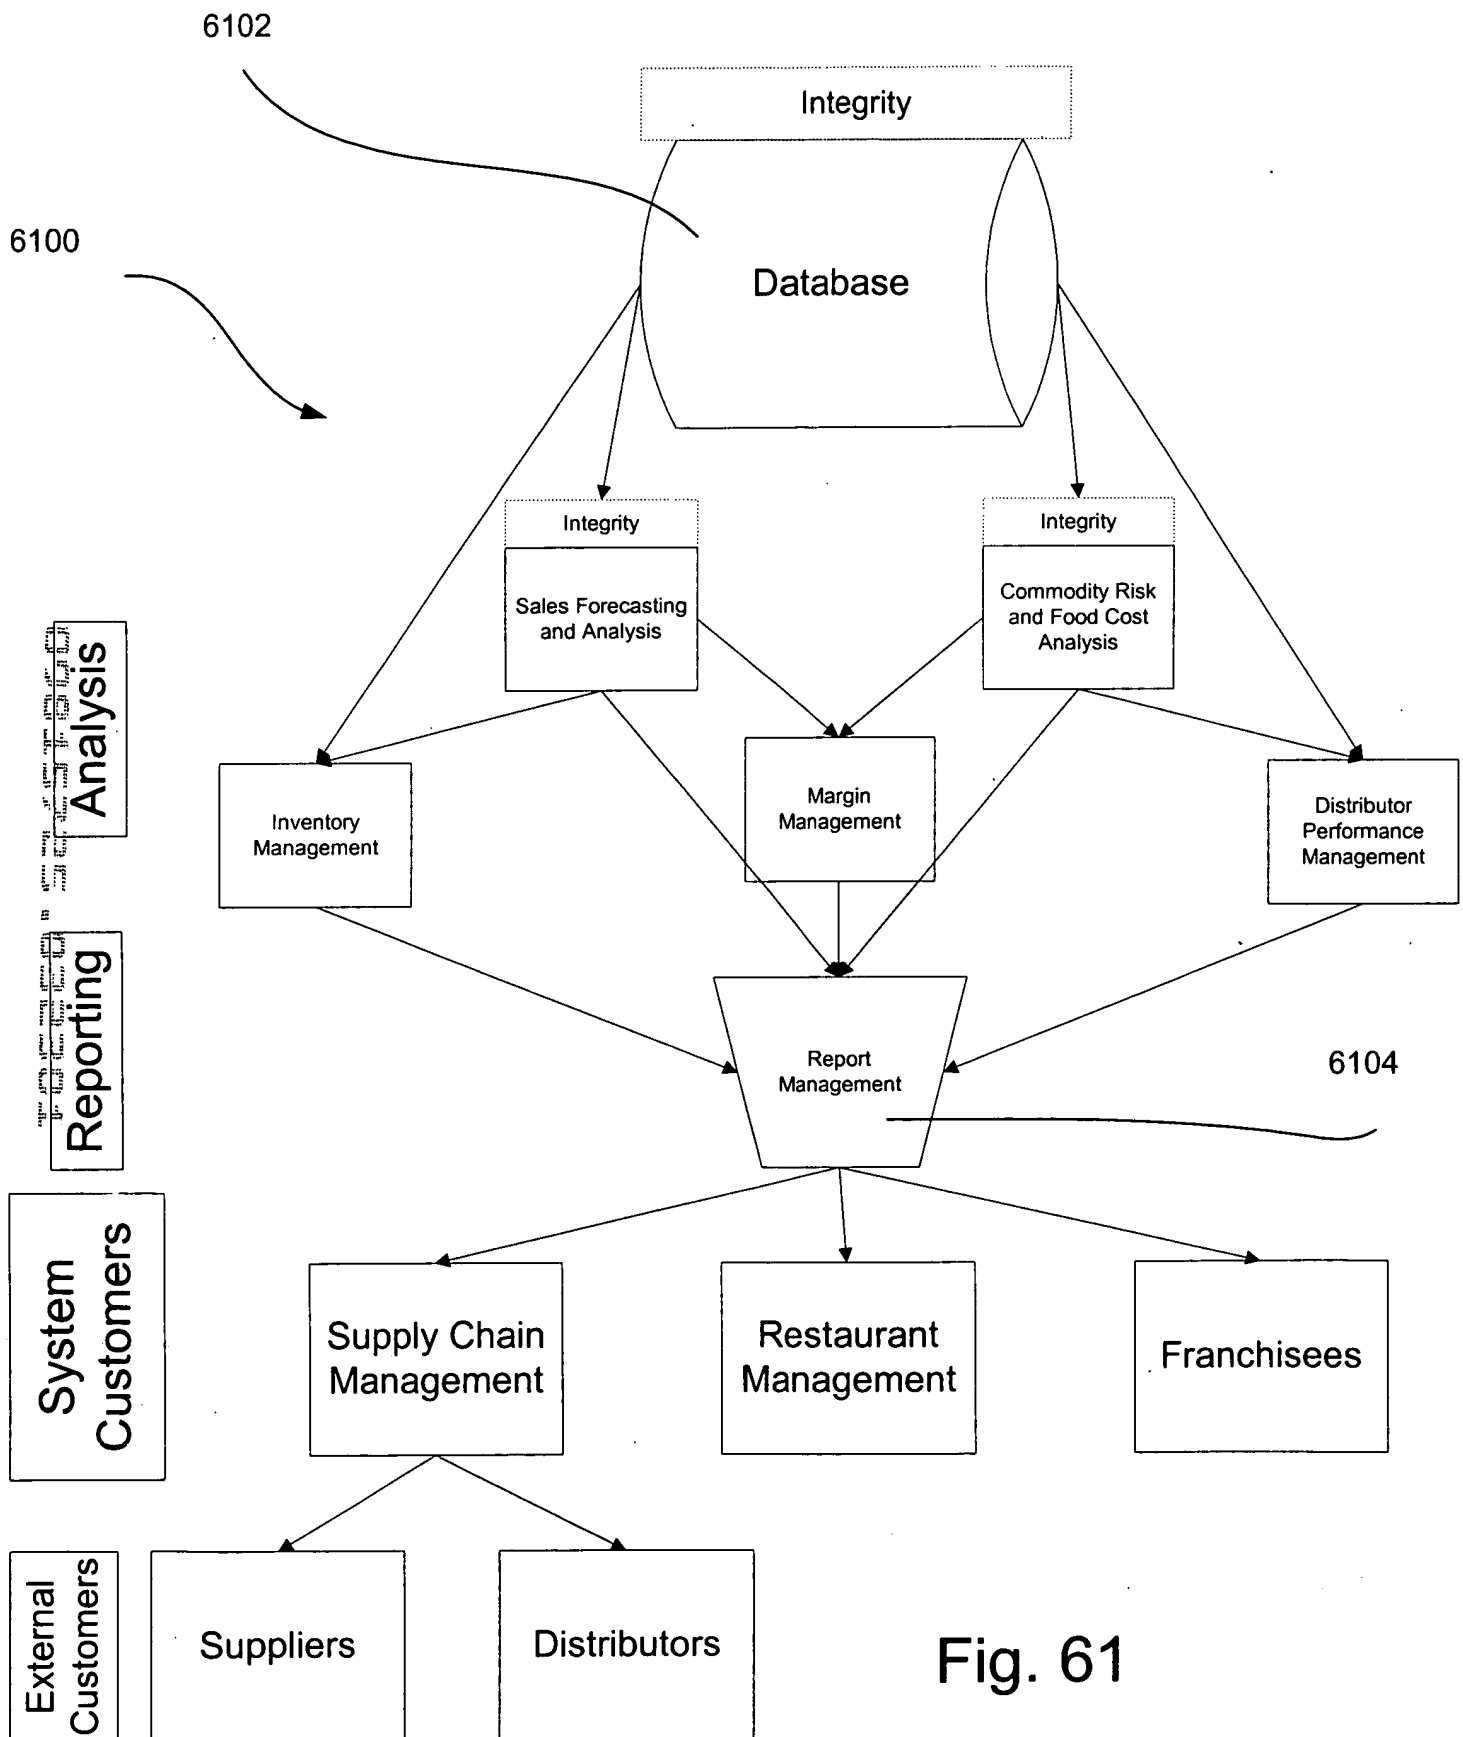 6102
Integrity
6100
Database
Integrity
Integrity
Sales Forecasting
and Analysis
Commodity Risk
and Food Cost
Analysis
Analysis
Inventory
Management
Margin
Management
Distributor
Performance
Management
Reporting
Report
Management
6104
System
Customers
Supply Chain
Management
Restaurant
Management
Franchisees
External
Customers
Suppliers
Distributors
Fig. 61